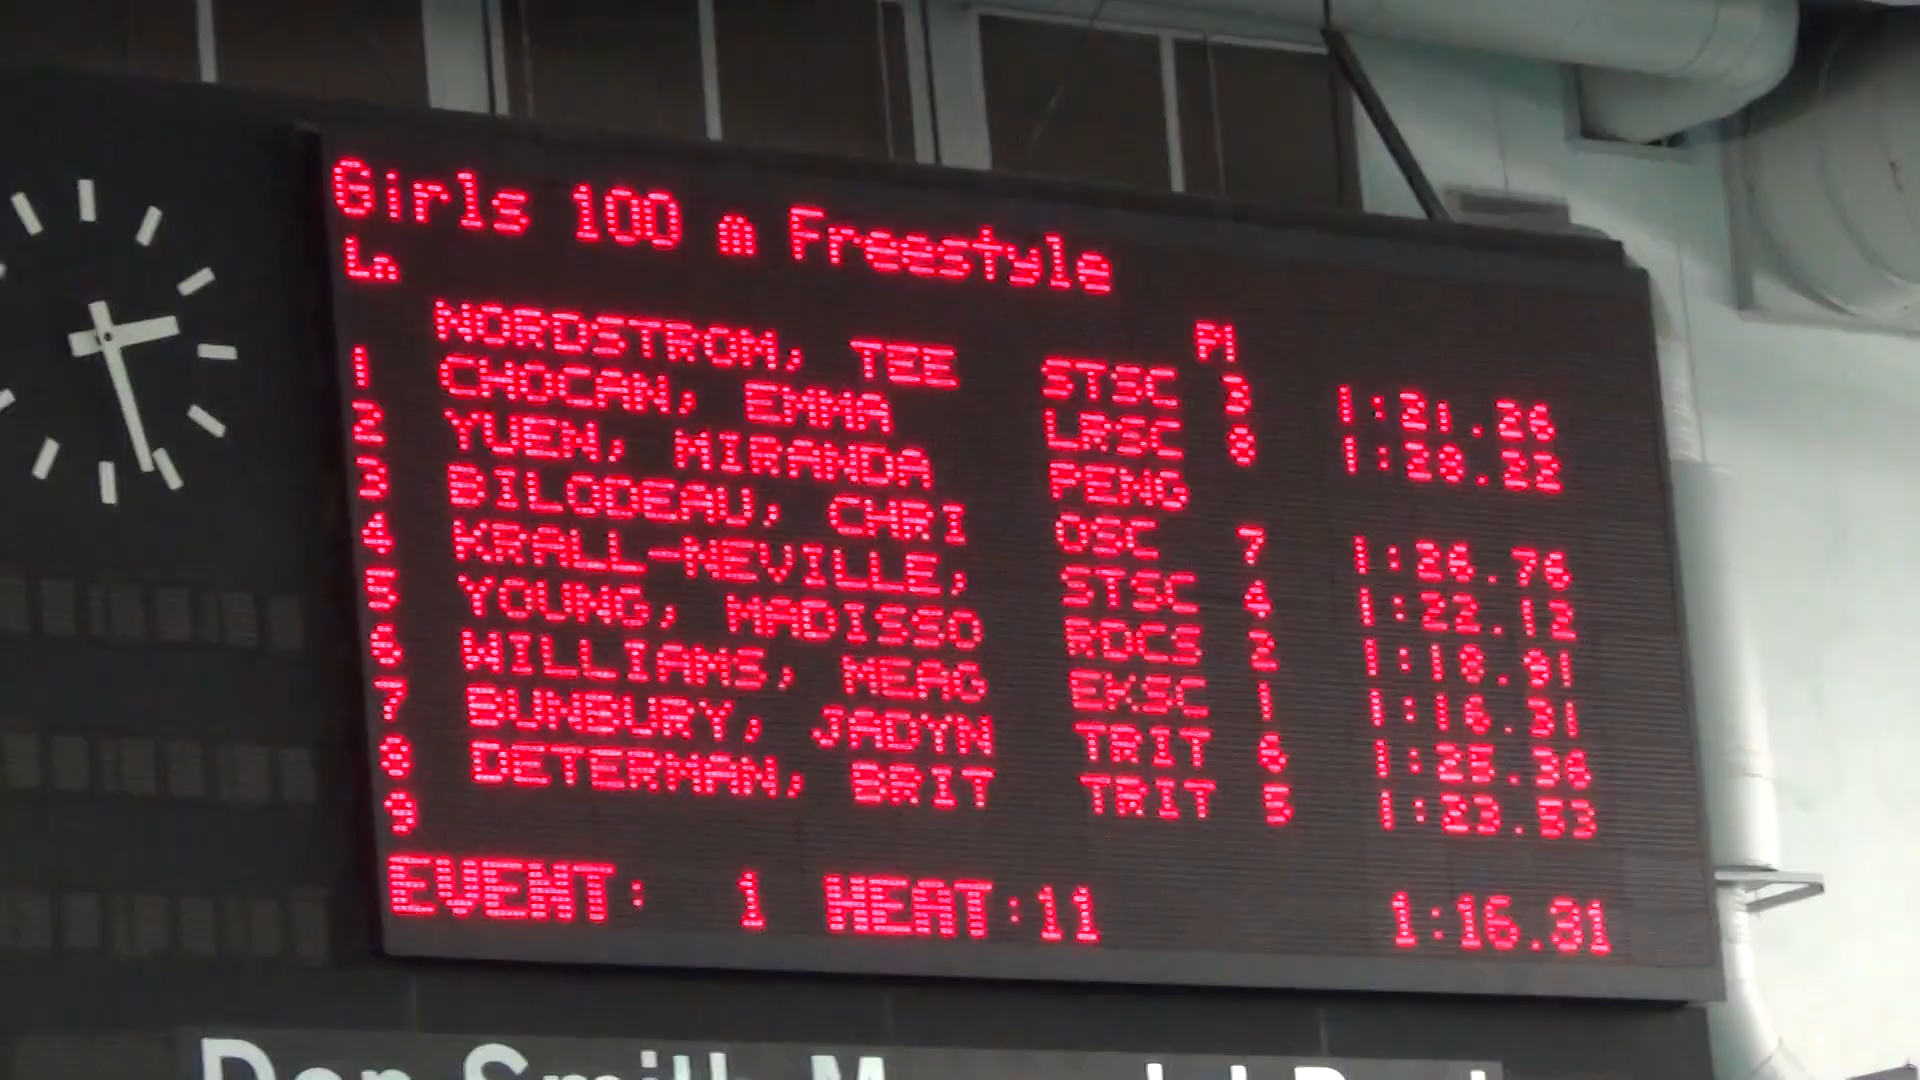 Girls 100 m Freestyle
Ln Pl
NORDSTROM, TEE STSC 3 1:21.26
1 CHOCAN, EMMA LRSC 8 1:28.22
2 YUEN, MIRANDA PENG
3 BILODEAU, CHRI OSC 7 1:26.76
4 KRALL-NEVILLE, STSC 4 1:22.12
5 YOUNG, MADISSO RDCS 2 1:18.91
6 WILLIAMS, MEAG EKSC 1 1:16.31
7 BUNBURY, JADYN TRIT 6 1:25.36
8 DETERMAN, BRIT TRIT 5 1:23.53
9
EVENT: 1 HEAT:11 1:16.31